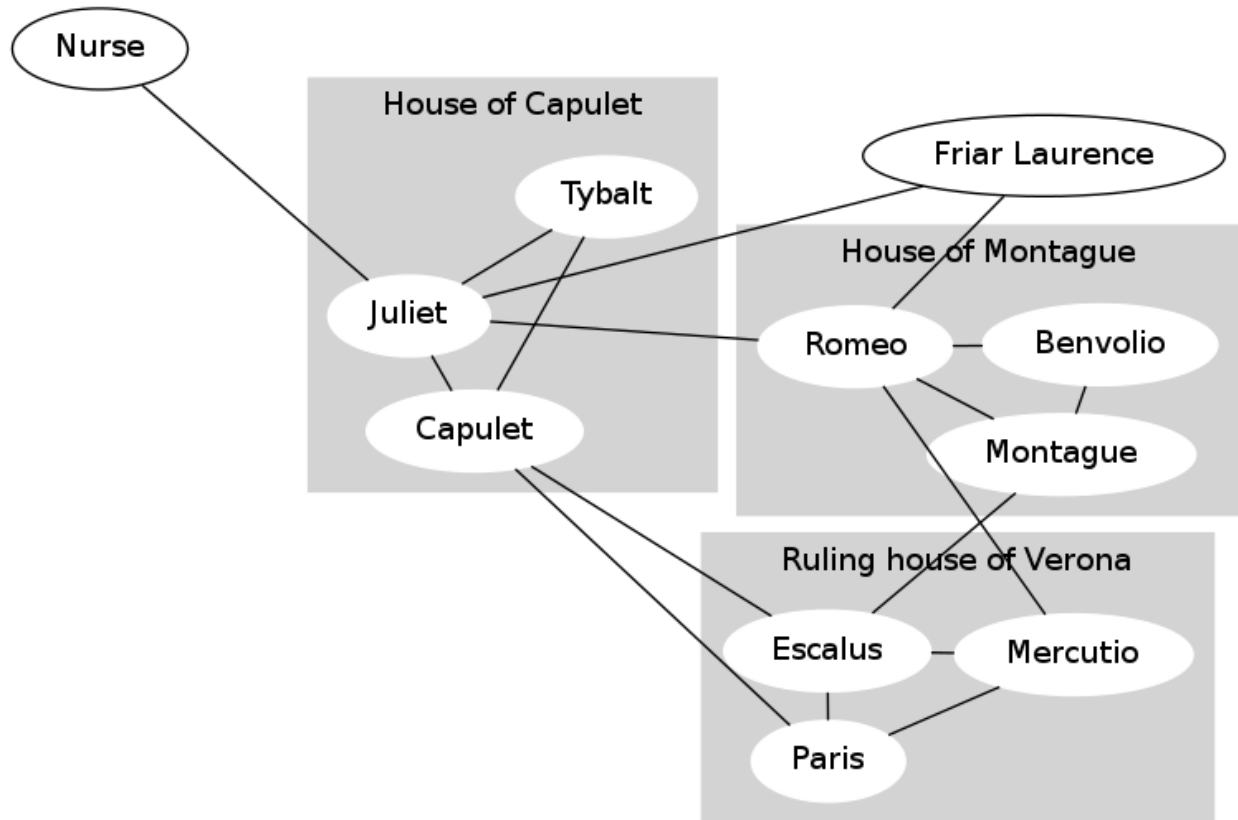 Nurse
House of Capulet
Tybalt
Juliet
Capulet
Friar Laurence
House of Montague
Romeo
Benvolio
Montague
Ruling house of Verona
Escalus
Mercutio
Paris